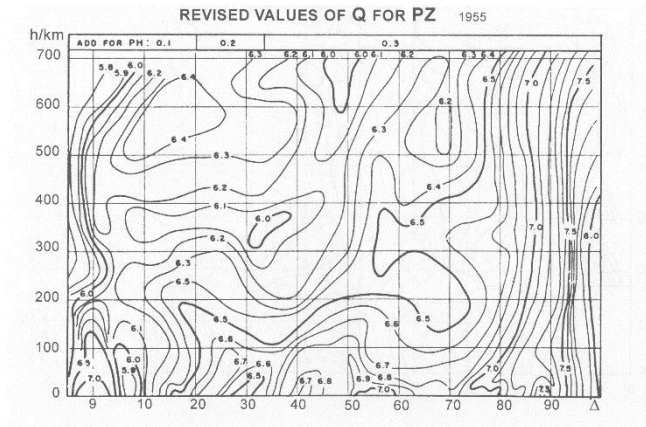 REVISED VALUES OF Q FOR PZ 1955
h/km
ADD FOR PH: 0.1 0.2 0.3
700 5.8 5.9 6.0 6.2 6.4 6.3 6.2 6.1 6.0 6.0 6.1 6.2 6.3 6.4 6.5 7.0 7.5
600 6.2
6.4 6.3
500 6.3
6.2 6.4
400 6.1
6.0 6.5 7.0 7.5 8.0
300 6.2
6.3
6.0 6.5
200
6.5 6.5 6.6
6.1 6.6
100 6.7 6.6 6.7
6.5 6.0 6.5 6.9 6.8 7.0 7.5
7.0 5.9 6.7 6.8 7.0 7.5
0
9 10 20 30 40 50 60 70 80 90 Δ